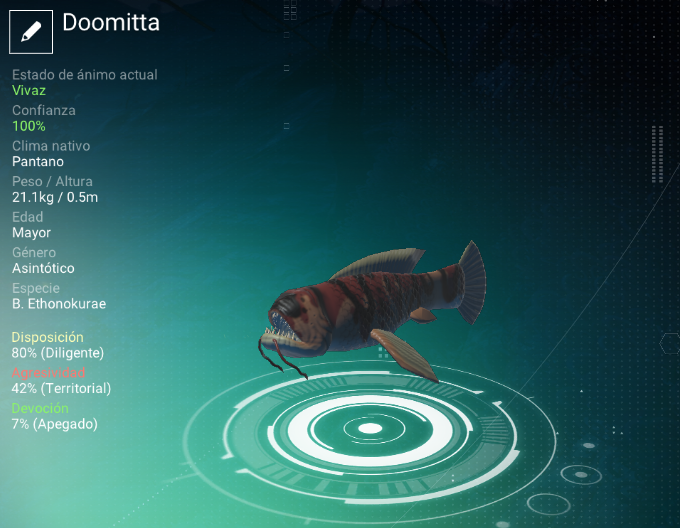 Doomitta
Estado de ánimo actual
Vivaz
Confianza
100%
Clima nativo
Pantano
Peso / Altura
21.1kg / 0.5m
Edad
Mayor
Género
Asintótico
Especie
B. Ethonokurae
Disposición
80% (Diligente)
Agresividad
42% (Territorial)
Devoción
7% (Apegado)